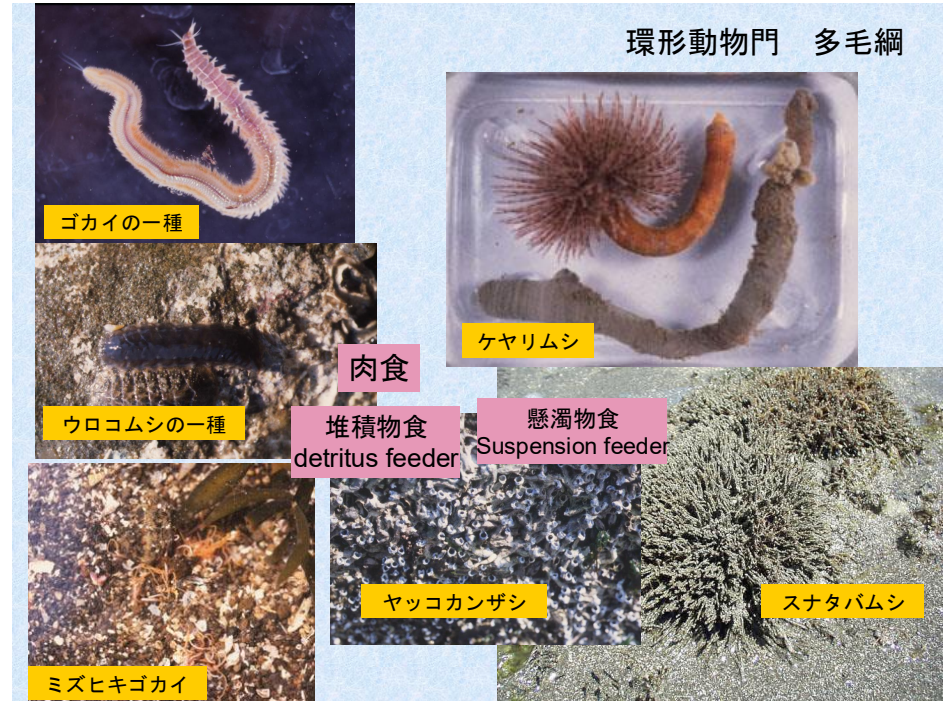 環形動物門　多毛綱
ゴカイの一種
ケヤリムシ
肉食
ウロコムシの一種
堆積物食
detritus feeder
懸濁物食
Suspension feeder
ヤッコカンザシ
スナタバムシ
ミズヒキゴカイ